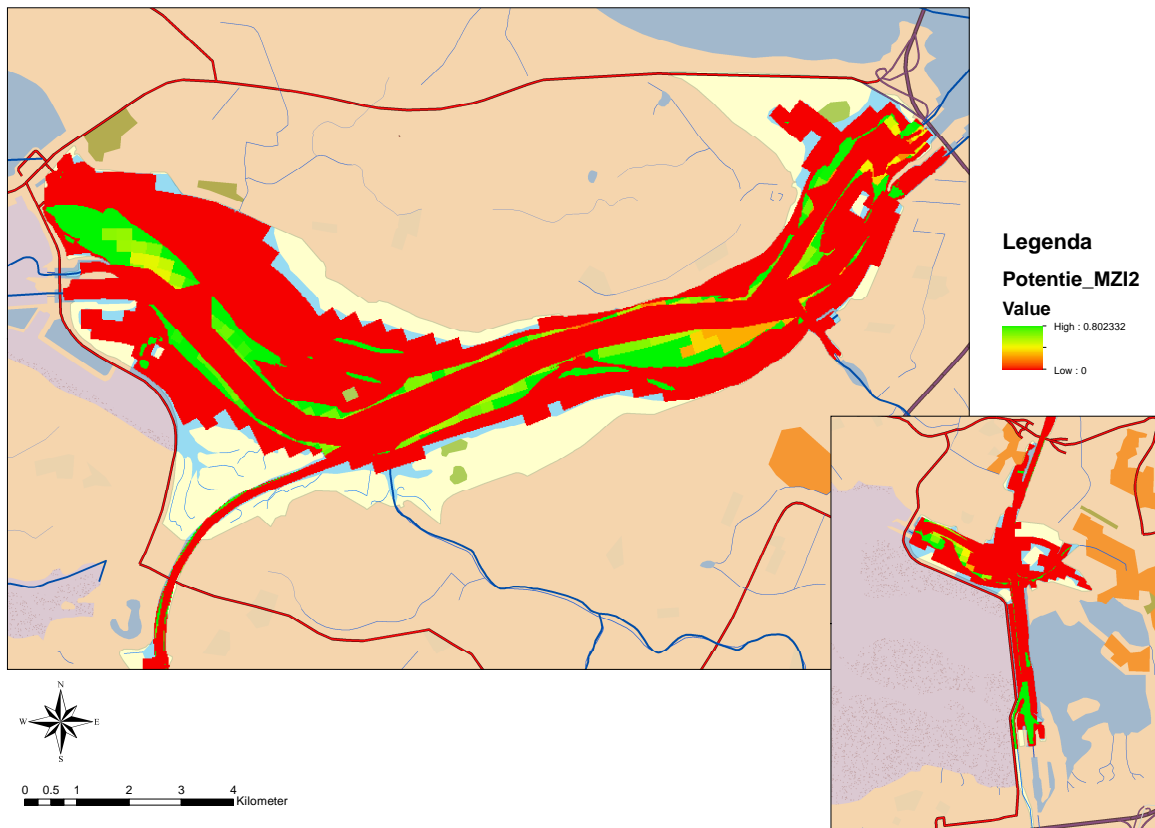 Legenda
Potentie_MZI2
Value
High : 0.802332
Low : 0
N
W E
S
0 0.5 1 2 3 4
Kilometer